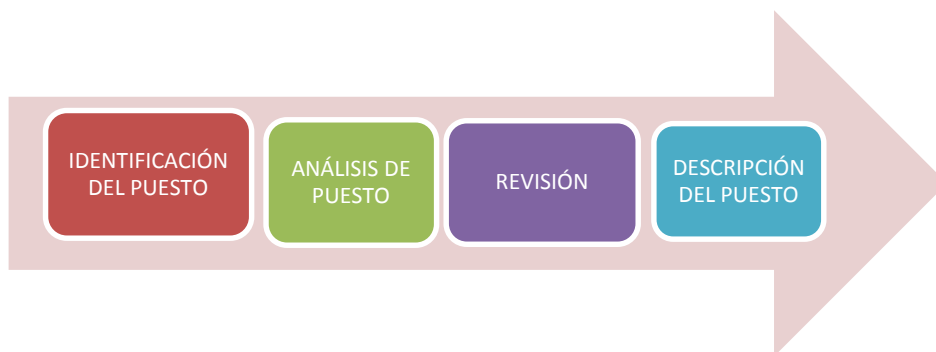 IDENTIFICACIÓN
DEL PUESTO
ANÁLISIS DE
PUESTO
REVISIÓN
DESCRIPCIÓN
DEL PUESTO